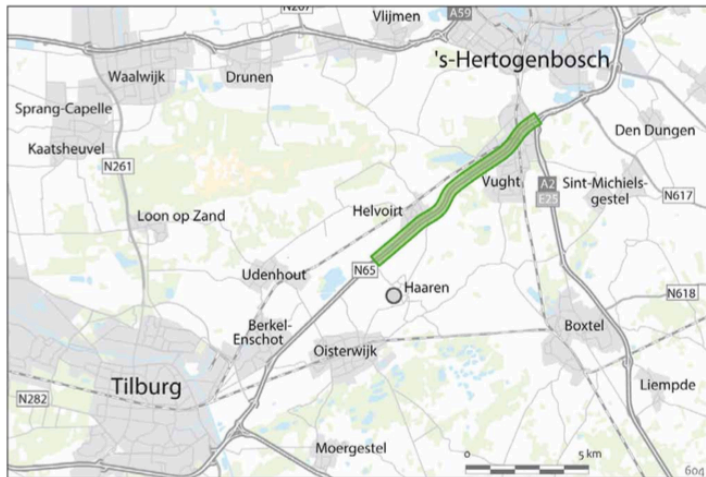 N267
Vlijmen
A59
's-Hertogenbosch
Waalwijk
Drunen
Sprang-Capelle
Kaatsheuvel
Den Dungen
N261
Vught
A2
E25
Sint-Michiels-
gestel
N617
Helvoirt
Loon op Zand
N65
Udenhout
Haaren
N618
Berkel-
Enschot
Boxtel
Oisterwijk
Tilburg
Liempde
N282
Moergestel
0
5 km
604